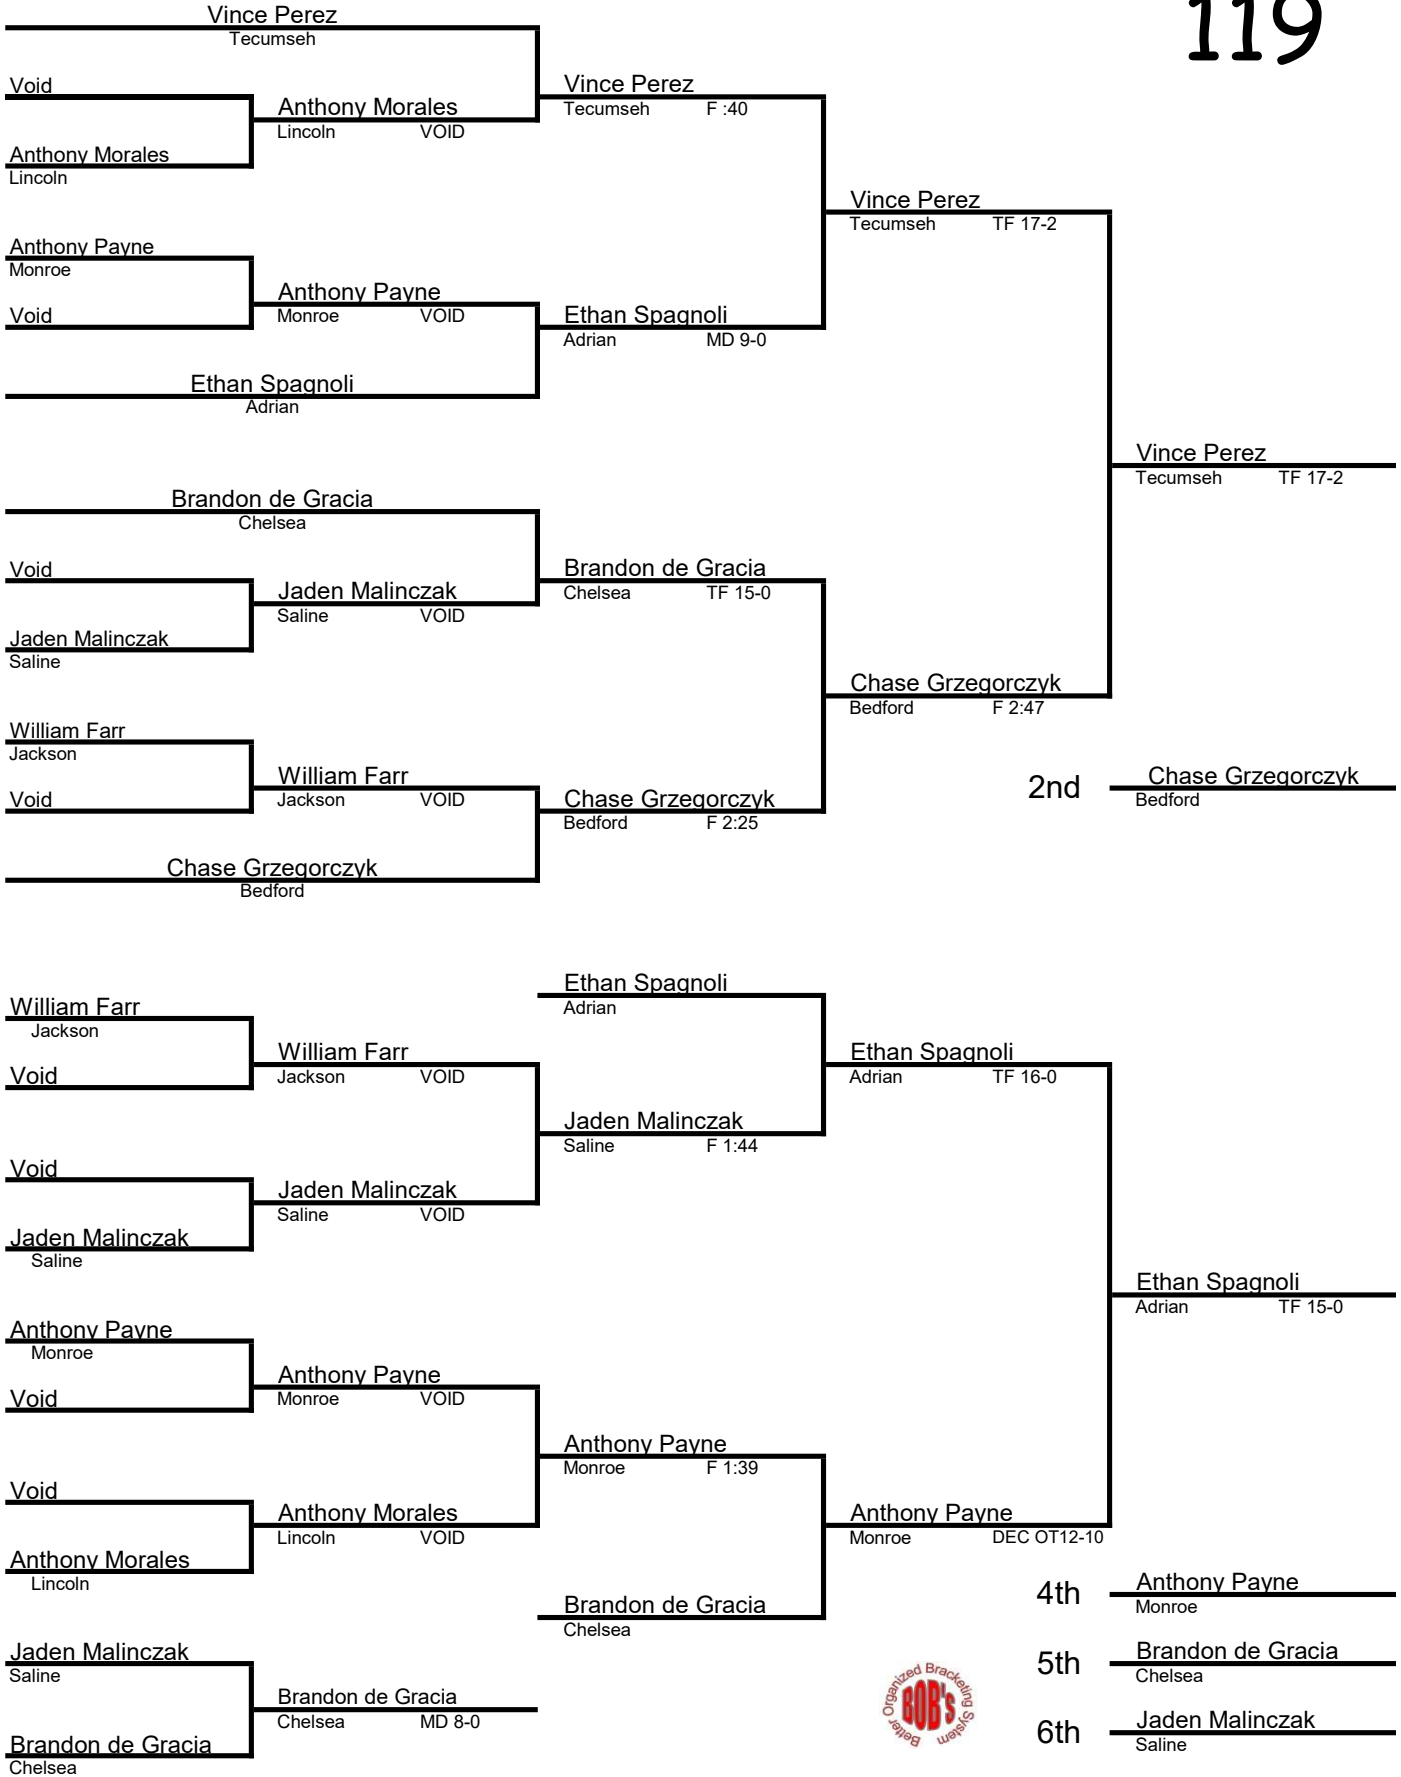 119
Vince Perez
Tecumseh
Void
Anthony Morales
Lincoln VOID
Anthony Morales
Lincoln
Vince Perez
Tecumseh F :40
Anthony Payne
Monroe
Anthony Payne
Monroe VOID
Void
Ethan Spagnoli
Adrian MD 9-0
Ethan Spagnoli
Adrian
Vince Perez
Tecumseh TF 17-2
Vince Perez
Tecumseh TF 17-2
Brandon de Gracia
Chelsea
Void
Jaden Malinczak
Saline VOID
Jaden Malinczak
Saline
Brandon de Gracia
Chelsea TF 15-0
William Farr
Jackson
William Farr
Jackson VOID
Void
Chase Grzegorczyk
Bedford F 2:25
Chase Grzegorczyk
Bedford
Chase Grzegorczyk
Bedford F 2:47
2nd Chase Grzegorczyk
Bedford
William Farr
Jackson
William Farr
Jackson VOID
Void
Void
Jaden Malinczak
Saline VOID
Jaden Malinczak
Saline
Ethan Spagnoli
Adrian
Jaden Malinczak
Saline F 1:44
Ethan Spagnoli
Adrian TF 16-0
Ethan Spagnoli
Adrian TF 15-0
Anthony Payne
Monroe
Anthony Payne
Monroe VOID
Void
Void
Anthony Morales
Lincoln VOID
Anthony Morales
Lincoln
Anthony Payne
Monroe F 1:39
Anthony Payne
Monroe DEC OT12-10
Brandon de Gracia
Chelsea
Jaden Malinczak
Saline
Brandon de Gracia
Chelsea MD 8-0
Brandon de Gracia
Chelsea
4th Anthony Payne
Monroe
5th Brandon de Gracia
Chelsea
6th Jaden Malinczak
Saline
Better Organized Bracketing System
BOB'S